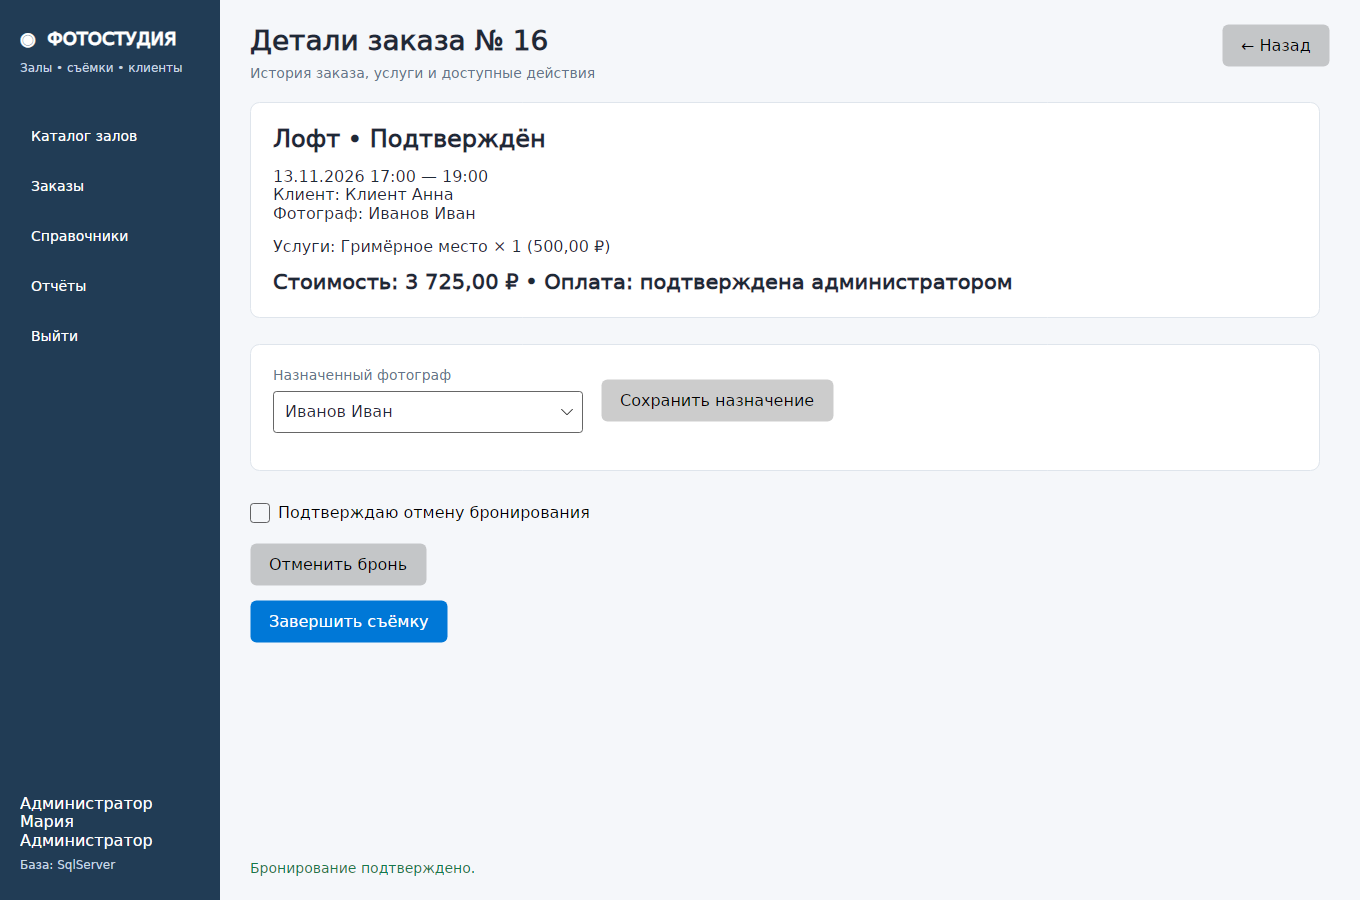 ◉ ФОТОСТУДИЯ
Залы • съёмки • клиенты
Каталог залов
Заказы
Справочники
Отчёты
Выйти
Администратор
Мария
Администратор
База: SqlServer
Детали заказа № 16
История заказа, услуги и доступные действия
← Назад
Лофт • Подтверждён
13.11.2026 17:00 — 19:00
Клиент: Клиент Анна
Фотограф: Иванов Иван
Услуги: Гримёрное место × 1 (500,00 ₽)
Стоимость: 3 725,00 ₽ • Оплата: подтверждена администратором
Назначенный фотограф
Иванов Иван
Сохранить назначение
Подтверждаю отмену бронирования
Отменить бронь
Завершить съёмку
Бронирование подтверждено.